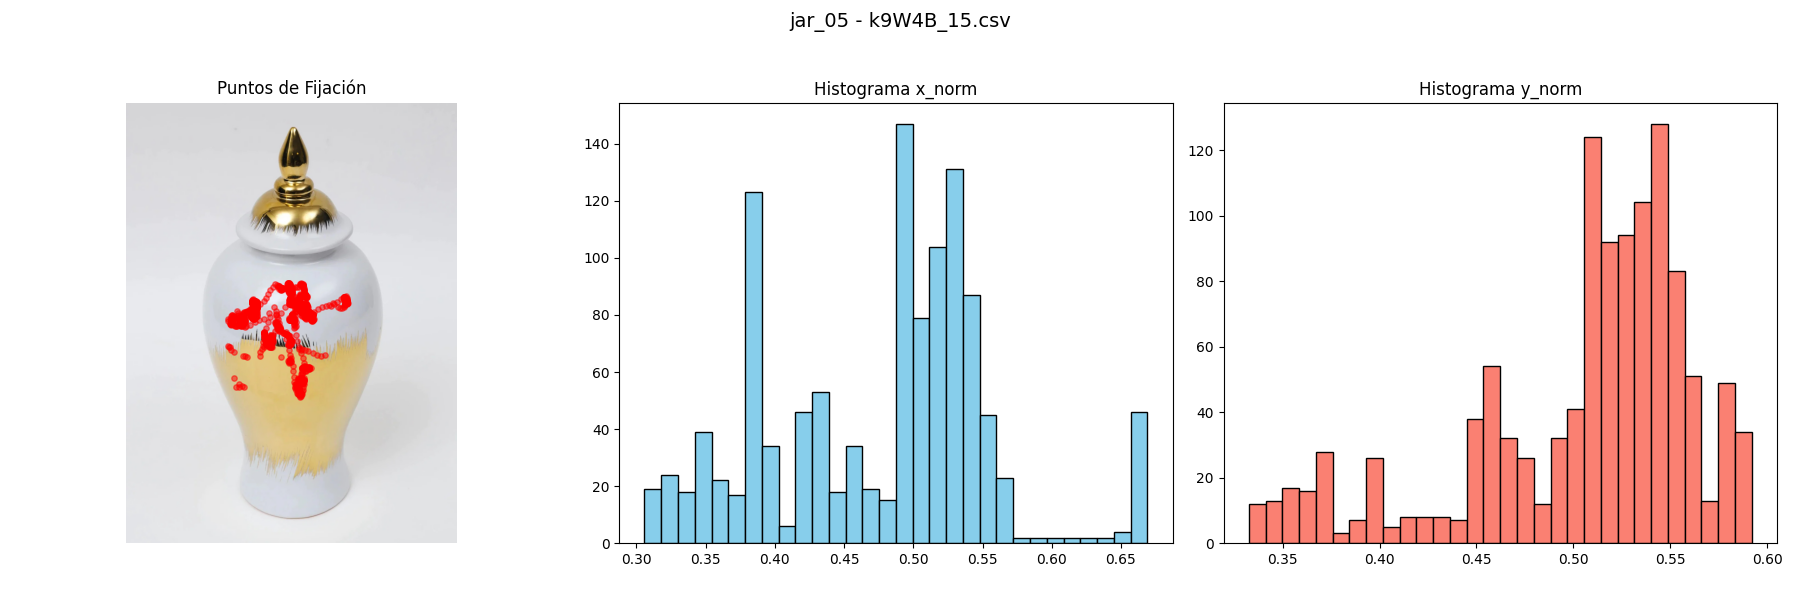 jar_05 - k9W4B_15.csv
Puntos de Fijación
Histograma x_norm
Histograma y_norm
140
120
100
80
60
40
20
0
0.30 0.35 0.40 0.45 0.50 0.55 0.60 0.65
120
100
80
60
40
20
0
0.35 0.40 0.45 0.50 0.55 0.60